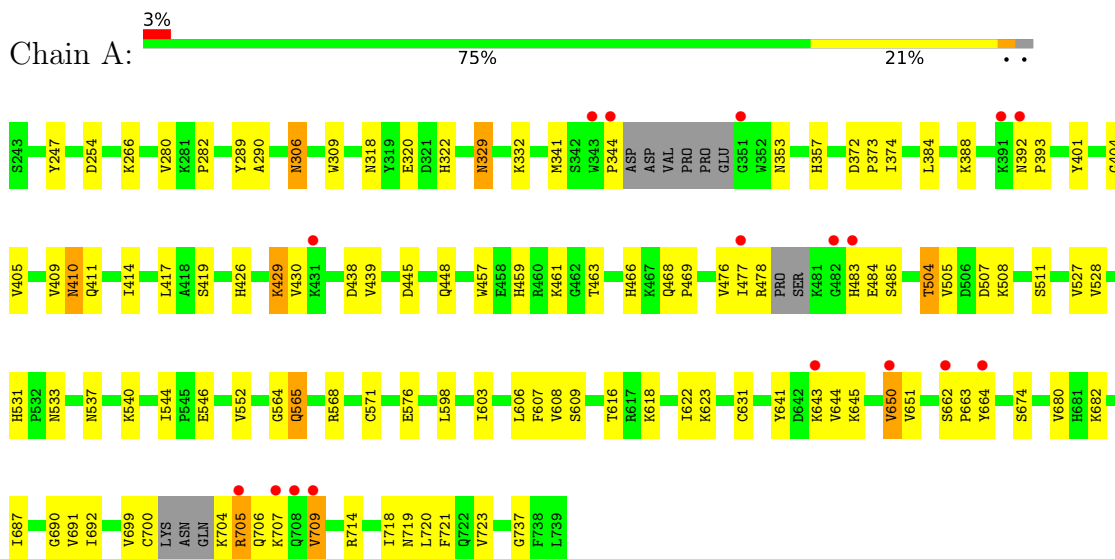 3%
Chain A:
75% 21% • •
S243 Y247 D254 K266 V280 K281 P282 Y289 A290 N306 W309 N318 Y319 E320 D321 H322 N329 K332 M341 S342 W343 P344 ASP ASP VAL PRO PRO GLU G351 W352 N353 H357 D372 P373 I374 L384 K388 K391 N392 P393 Y401 G404
V405 V409 N410 Q411 I414 L417 A418 S419 H426 K429 V430 K431 D438 V439 D445 Q448 W457 E458 H459 R460 K461 G462 T463 H466 K467 Q468 P469 V476 I477 R478 PRO SER K481 G482 H483 E484 S485 T504 V505 D506 D507 K508 S511 V527 V528
H531 P532 N533 N537 K540 I544 P545 E546 V552 G564 Q565 R568 C571 E576 L598 I603 L606 F607 V608 S609 T616 R617 K618 I622 K623 C631 Y641 D642 K643 V644 K645 V650 V651 S662 P663 Y664 S674 V680 H681 K682
I687 G690 V691 I692 V699 C700 LYS ASN GLN K704 R705 Q706 K707 Q708 V709 R714 I718 N719 L720 F721 Q722 V723 G737 F738 L739